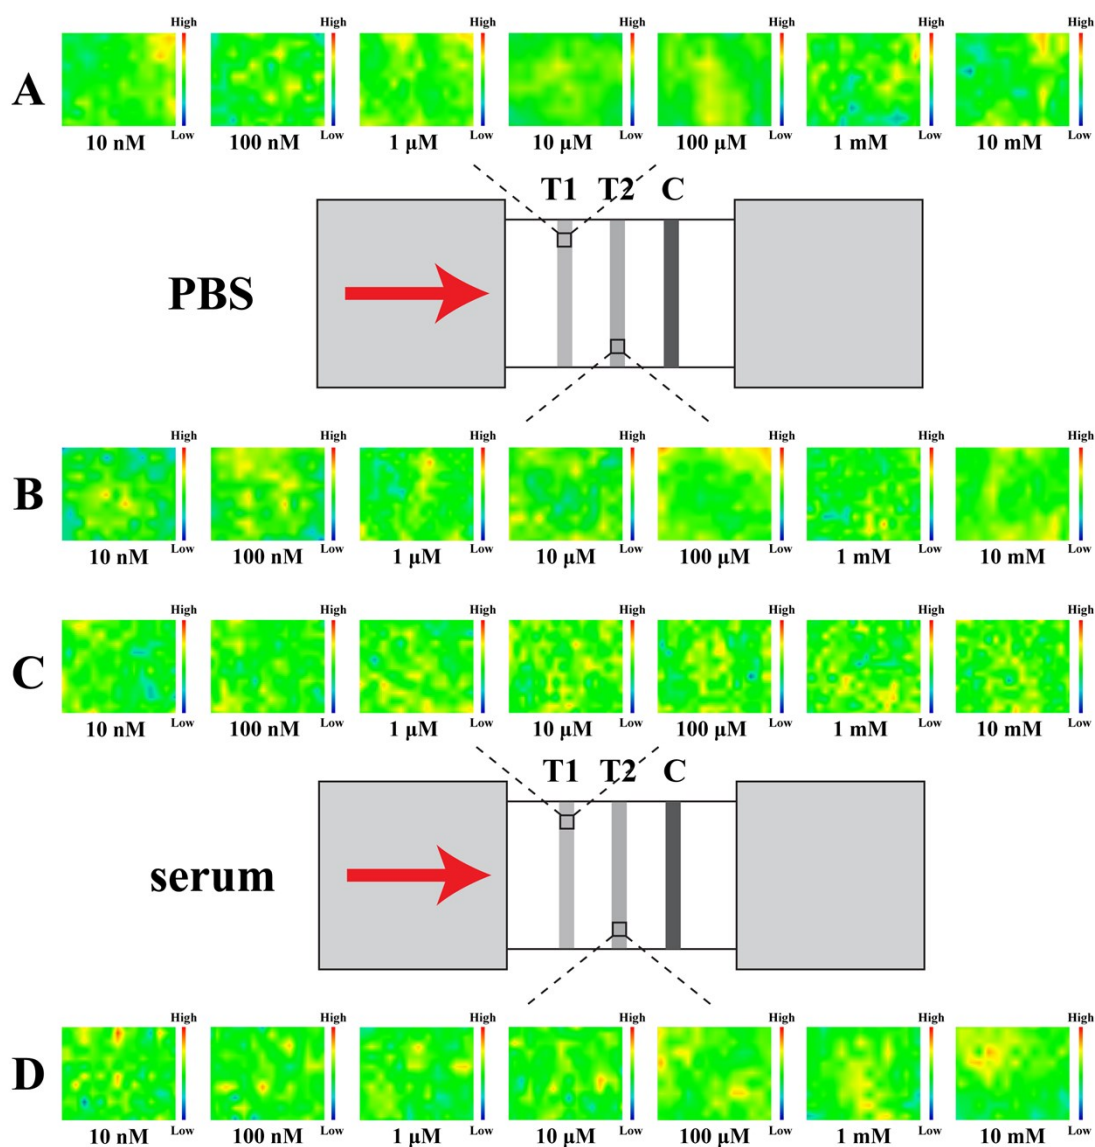 High High High High High High High
A
Low Low Low Low Low Low Low
10 nM 100 nM 1 μM 10 μM 100 μM 1 mM 10 mM
T1 T2 C
PBS
High High High High High High High
B
Low Low Low Low Low Low Low
10 nM 100 nM 1 μM 10 μM 100 μM 1 mM 10 mM
High High High High High High High
C
Low Low Low Low Low Low Low
10 nM 100 nM 1 μM 10 μM 100 μM 1 mM 10 mM
T1 T2 C
serum
High High High High High High High
D
Low Low Low Low Low Low Low
10 nM 100 nM 1 μM 10 μM 100 μM 1 mM 10 mM